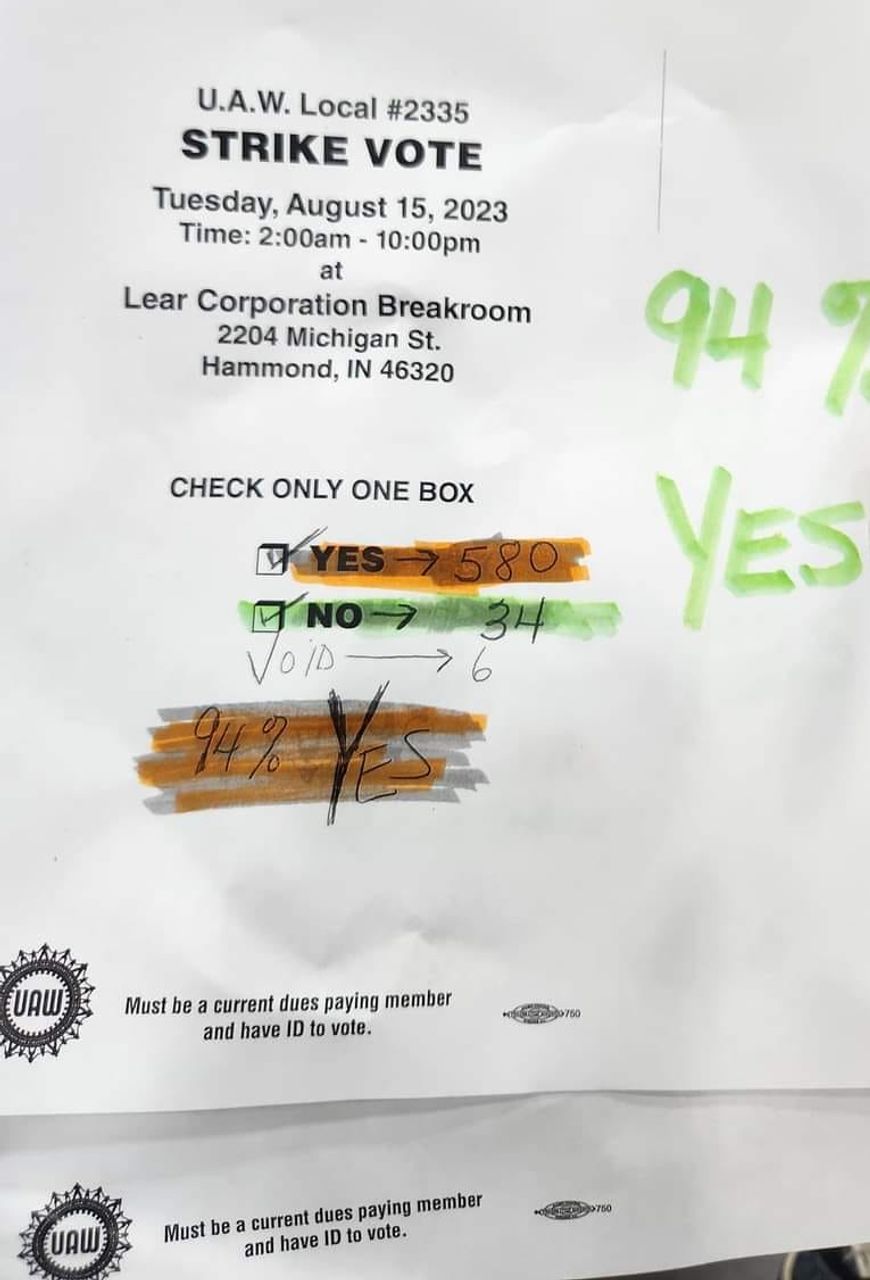 U.A.W. Local #2335
STRIKE VOTE
Tuesday, August 15, 2023
Time: 2:00am - 10:00pm
at
Lear Corporation Breakroom
2204 Michigan St.
Hammond, IN 46320
94%
YES
CHECK ONLY ONE BOX
YES → 580
NO → 34
VOID → 6
94% YES
UAW
Must be a current dues paying member
and have ID to vote.
750
UAW
Must be a current dues paying member
and have ID to vote.
750